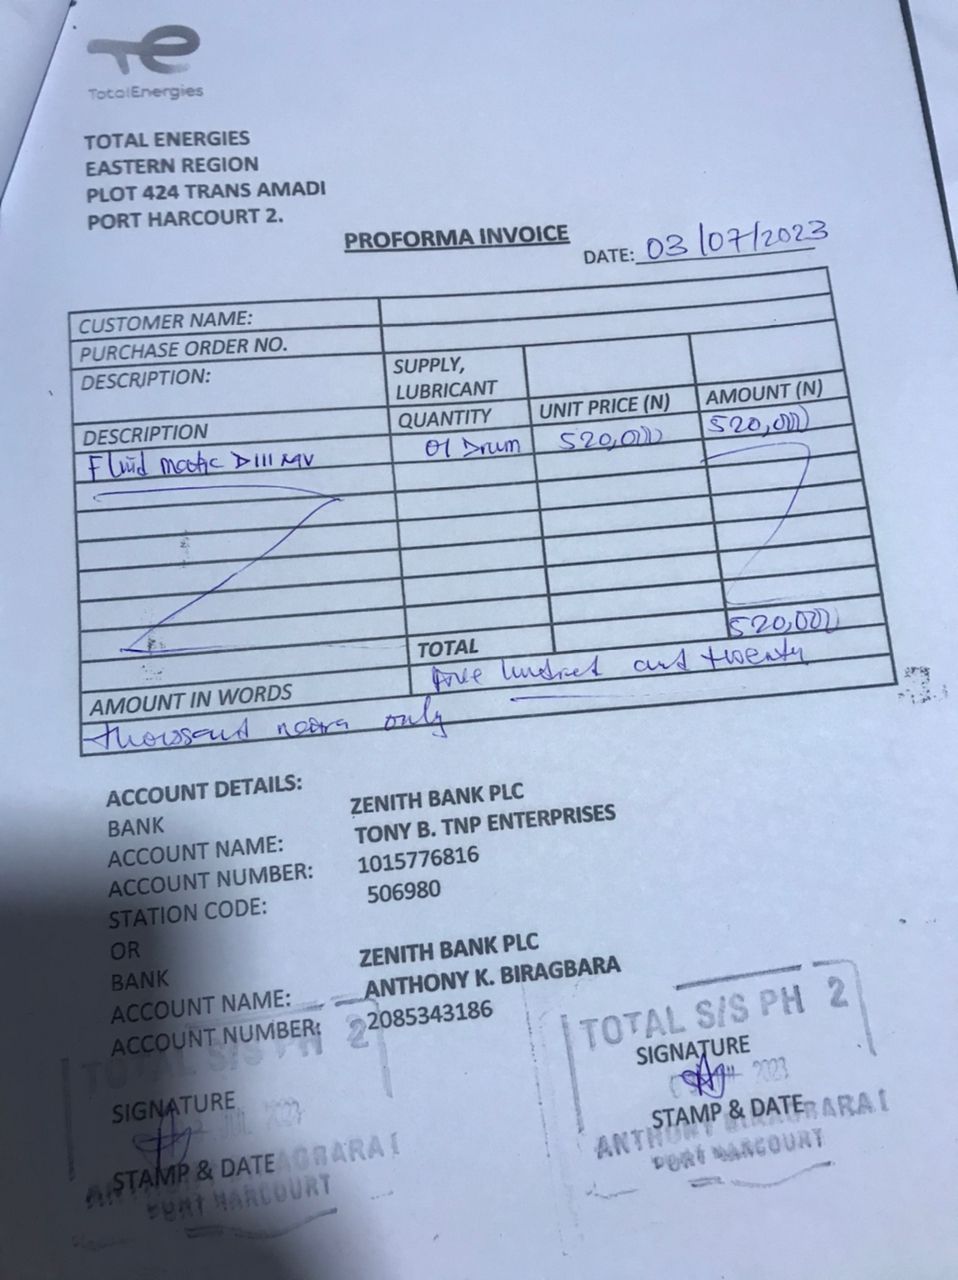 TotalEnergies
TOTAL ENERGIES
EASTERN REGION
PLOT 424 TRANS AMADI
PORT HARCOURT 2.
PROFORMA INVOICE
DATE: 03/07/2023
CUSTOMER NAME:
PURCHASE ORDER NO.
DESCRIPTION: SUPPLY, LUBRICANT
DESCRIPTION QUANTITY UNIT PRICE (N) AMOUNT (N)
Fluid matic DIII MV 01 Drum 520,000 520,000
TOTAL 520,000
AMOUNT IN WORDS Five hundred and twenty
thousand naira only
ACCOUNT DETAILS:
BANK ZENITH BANK PLC
ACCOUNT NAME: TONY B. TNP ENTERPRISES
ACCOUNT NUMBER: 1015776816
STATION CODE: 506980
OR
BANK ZENITH BANK PLC
ACCOUNT NAME: ANTHONY K. BIRAGBARA
ACCOUNT NUMBER: 2085343186
TOTAL S/S PH 2 TOTAL S/S PH 2
SIGNATURE SIGNATURE
JUL 2023 2023
STAMP & DATE STAMP & DATE
ANTHONY BIRAGBARA
PORT HARCOURT PORT HARCOURT